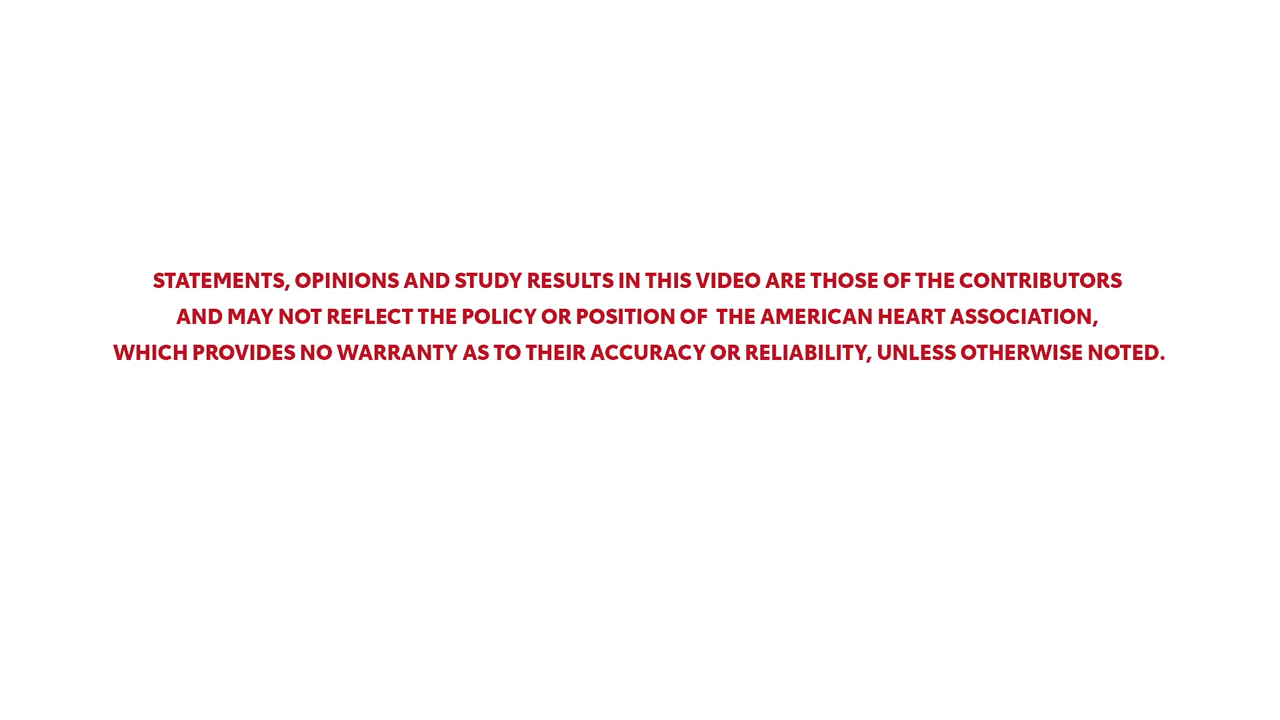 STATEMENTS, OPINIONS AND STUDY RESULTS IN THIS VIDEO ARE THOSE OF THE CONTRIBUTORS
AND MAY NOT REFLECT THE POLICY OR POSITION OF  THE AMERICAN HEART ASSOCIATION,
WHICH PROVIDES NO WARRANTY AS TO THEIR ACCURACY OR RELIABILITY, UNLESS OTHERWISE NOTED.